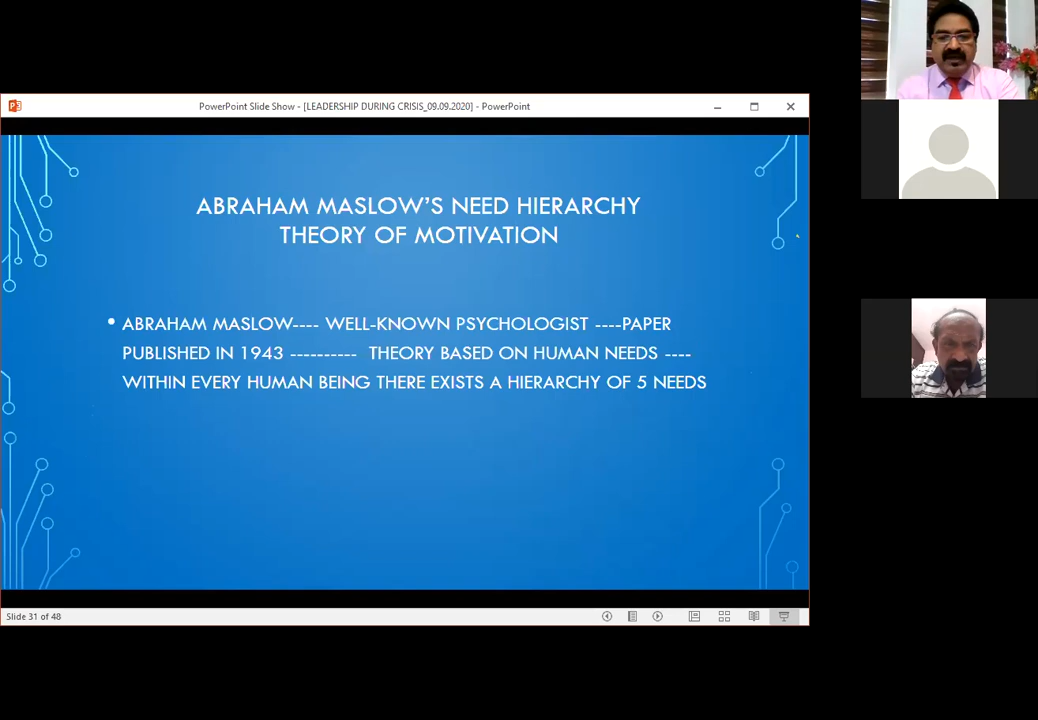 PowerPoint Slide Show - [LEADERSHIP DURING CRISIS_09.09.2020] - PowerPoint
ABRAHAM MASLOW'S NEED HIERARCHY
THEORY OF MOTIVATION
• ABRAHAM MASLOW---- WELL-KNOWN PSYCHOLOGIST ----PAPER
PUBLISHED IN 1943 ---------- THEORY BASED ON HUMAN NEEDS ----
WITHIN EVERY HUMAN BEING THERE EXISTS A HIERARCHY OF 5 NEEDS
Slide 31 of 48